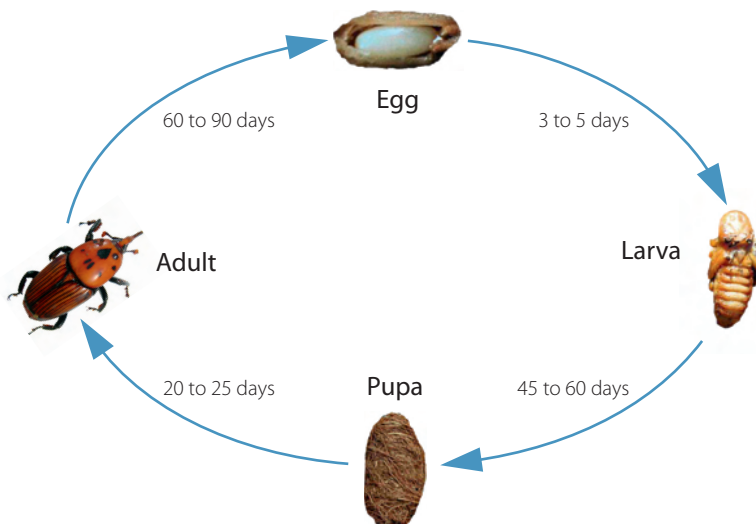 Egg
60 to 90 days
3 to 5 days
Adult
Larva
20 to 25 days
Pupa
45 to 60 days